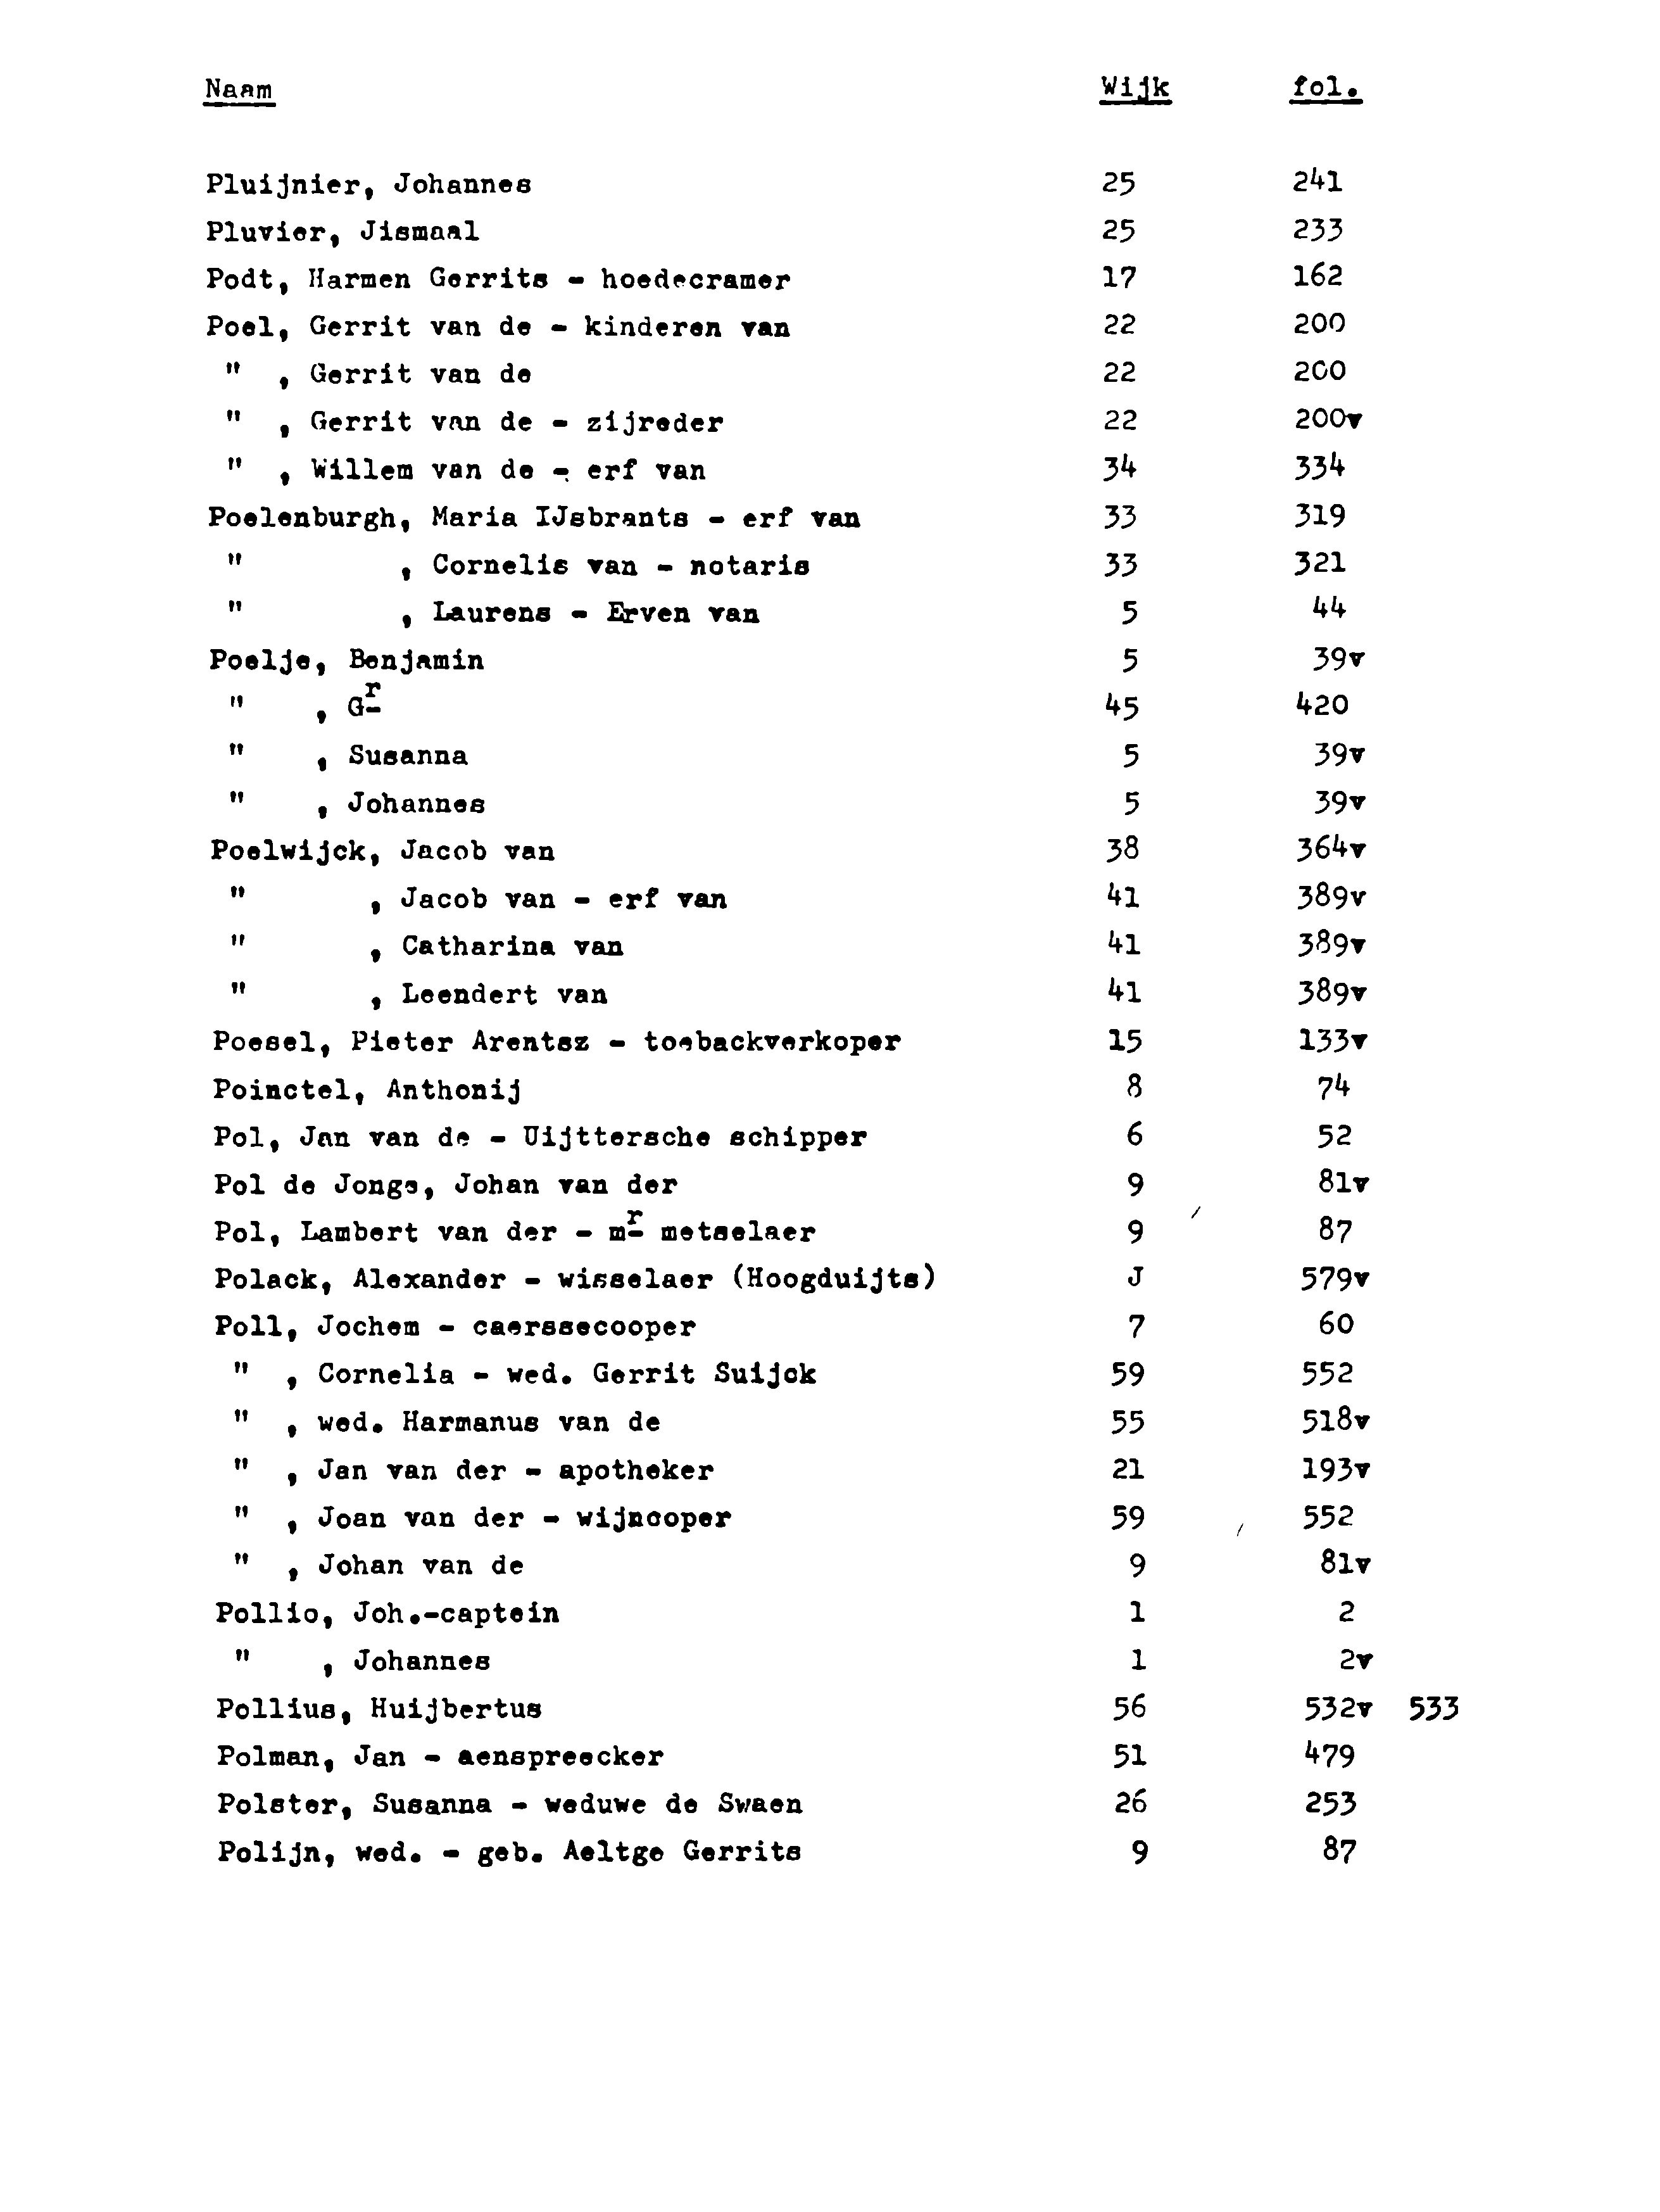 Naam Wijk fol.
Pluijnier, Johannes 25 241
Pluvier, Jismaal 25 233
Podt, Harmen Gerrits - hoedecramer 17 162
Poel, Gerrit van de - kinderen van 22 200
" , Gerrit van de 22 200
" , Gerrit van de - zijreder 22 200v
" , Willem van de - erf van 34 334
Poelenburgh, Maria IJsbrants - erf van 33 319
" , Cornelis van - notaris 33 321
" , Laurens - Erven van 5 44
Poelje, Benjamin 5 39v
" , Gr 45 420
" , Susanna 5 39v
" , Johannes 5 39v
Poelwijck, Jacob van 38 364v
" , Jacob van - erf van 41 389v
" , Catharina van 41 389v
" , Leendert van 41 389v
Poesel, Pieter Arentsz - toebackverkoper 15 133v
Poinctel, Anthonij 8 74
Pol, Jan van de - Uijttersche schipper 6 52
Pol de Jonge, Johan van der 9 81v
Pol, Lambert van der - mr metselaer 9 87
Polack, Alexander - wisselaer (Hoogduijts) J 579v
Poll, Jochem - caerssecooper 7 60
" , Cornelia - wed. Gerrit Suijck 59 552
" , wed. Harmanus van de 55 518v
" , Jan van der - apotheker 21 193v
" , Joan van der - wijncooper 59 552
" , Johan van de 9 81v
Pollio, Joh.-captein 1 2
" , Johannes 1 2v
Pollius, Huijbertus 56 532v 533
Polman, Jan - aenspreecker 51 479
Polster, Susanna - weduwe de Swaen 26 253
Polijn, wed. - geb. Aeltge Gerrits 9 87